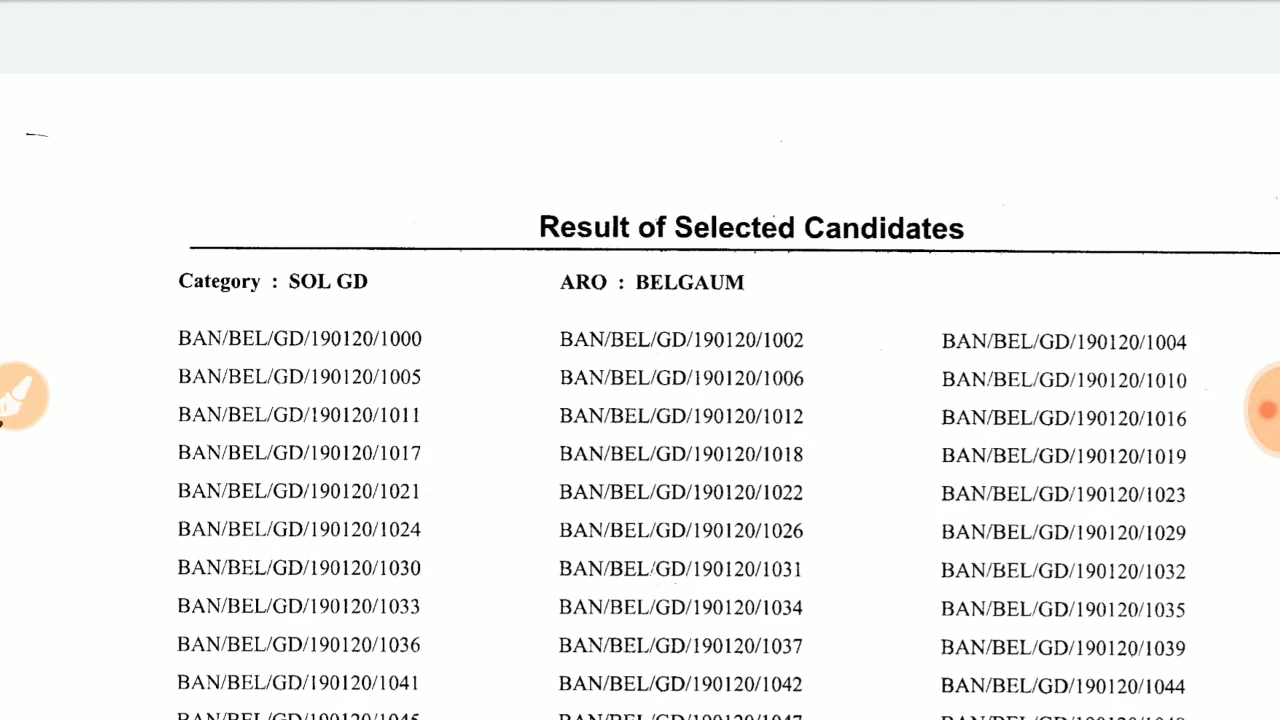 Result of Selected Candidates
Category : SOL GD ARO : BELGAUM
BAN/BEL/GD/190120/1000 BAN/BEL/GD/190120/1002 BAN/BEL/GD/190120/1004
BAN/BEL/GD/190120/1005 BAN/BEL/GD/190120/1006 BAN/BEL/GD/190120/1010
BAN/BEL/GD/190120/1011 BAN/BEL/GD/190120/1012 BAN/BEL/GD/190120/1016
BAN/BEL/GD/190120/1017 BAN/BEL/GD/190120/1018 BAN/BEL/GD/190120/1019
BAN/BEL/GD/190120/1021 BAN/BEL/GD/190120/1022 BAN/BEL/GD/190120/1023
BAN/BEL/GD/190120/1024 BAN/BEL/GD/190120/1026 BAN/BEL/GD/190120/1029
BAN/BEL/GD/190120/1030 BAN/BEL/GD/190120/1031 BAN/BEL/GD/190120/1032
BAN/BEL/GD/190120/1033 BAN/BEL/GD/190120/1034 BAN/BEL/GD/190120/1035
BAN/BEL/GD/190120/1036 BAN/BEL/GD/190120/1037 BAN/BEL/GD/190120/1039
BAN/BEL/GD/190120/1041 BAN/BEL/GD/190120/1042 BAN/BEL/GD/190120/1044